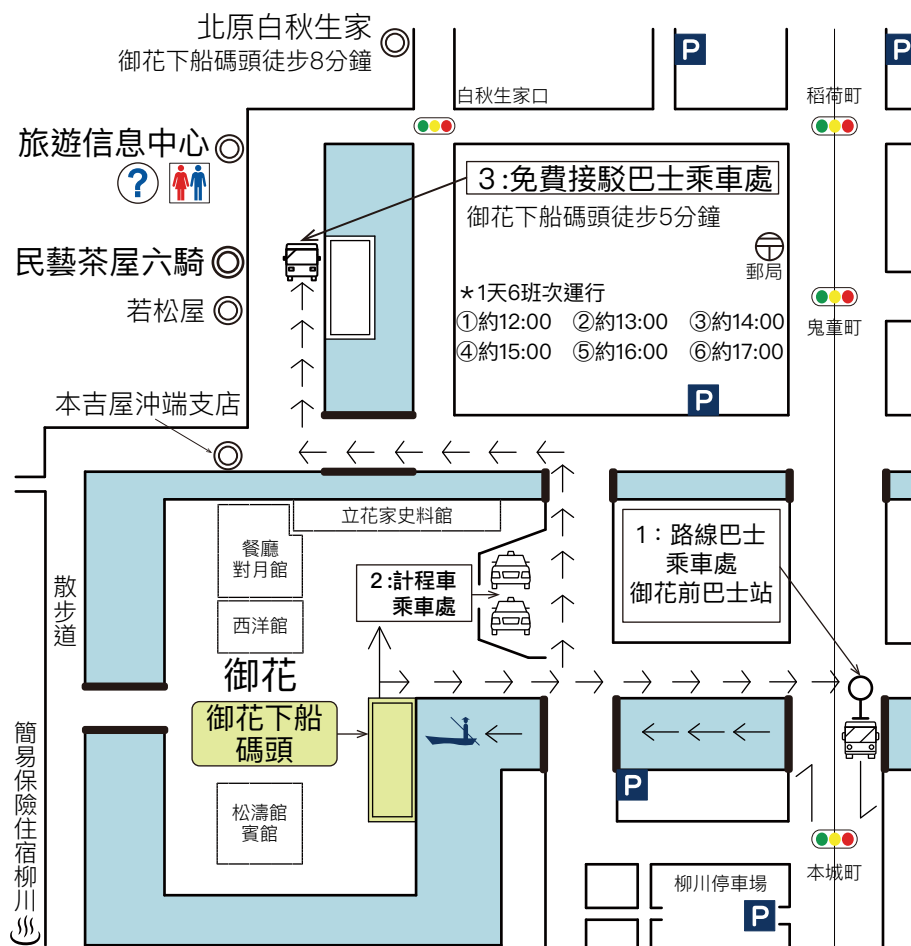 北原白秋生家
御花下船碼頭徒步8分鐘
P
P
白秋生家口
稻荷町
旅遊信息中心
?
3:免費接駁巴士乘車處
御花下船碼頭徒步5分鐘
郵局
民藝茶屋六騎
若松屋
*1天6班次運行
①約12:00 ②約13:00 ③約14:00
④約15:00 ⑤約16:00 ⑥約17:00
鬼童町
P
本吉屋沖端支店
立花家史料館
餐廳
對月館
西洋館
2:計程車
乘車處
1：路線巴士
乘車處
御花前巴士站
散步道
御花
御花下船
碼頭
松濤館
賓館
簡易保險住宿柳川
P
本城町
柳川停車場
P